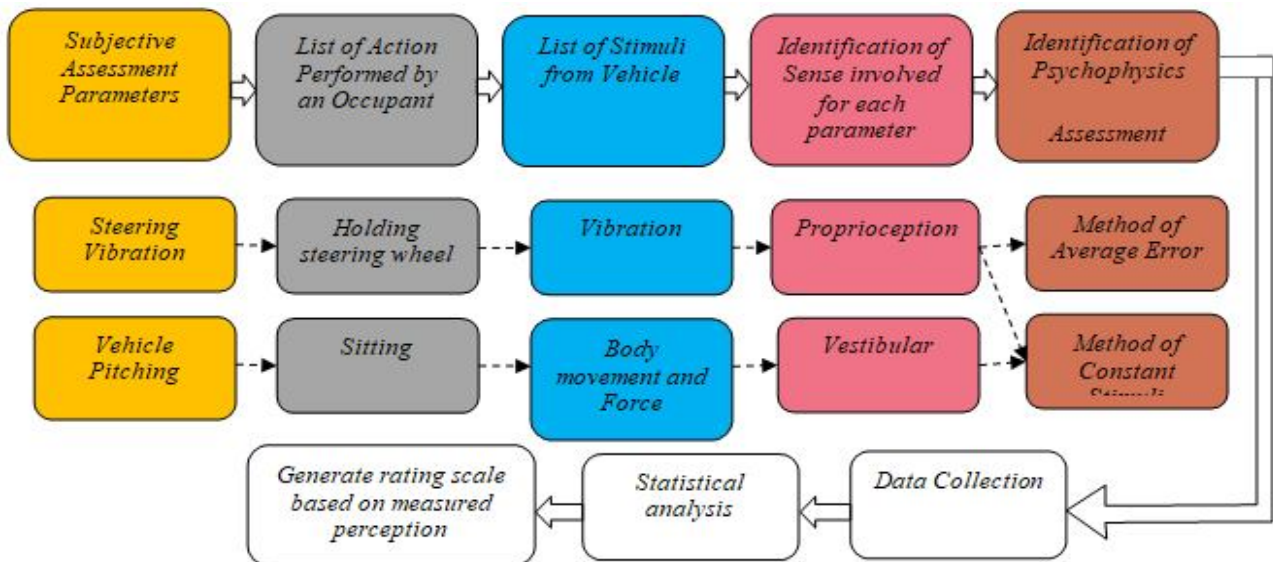 Subjective
Assessment
Parameters
List of Action
Performed by
an Occupant
List of Stimuli
from Vehicle
Identification of
Sense involved
for each
parameter
Identification of
Psychophysics
Assessment
Steering
Vibration
Holding
steering wheel
Vibration
Proprioception
Method of
Average Error
Vehicle
Pitching
Sitting
Body
movement and
Force
Vestibular
Method of
Constant
Stimuli
Generate rating scale
based on measured
perception
Statistical
analysis
Data Collection